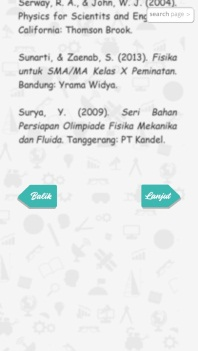 Serway, R. A., & John, W. J. (2004).
Physics for Scientits and Eng
search page
California: Thomson Brook.
Sunarti, & Zaenab, S. (2013). Fisika
untuk SMA/MA Kelas X Peminatan.
Bandung: Yrama Widya.
Surya, Y. (2009). Seri Bahan
Persiapan Olimpiade Fisika Mekanika
dan Fluida. Tanggerang: PT Kandel.
Balik
Lanjut